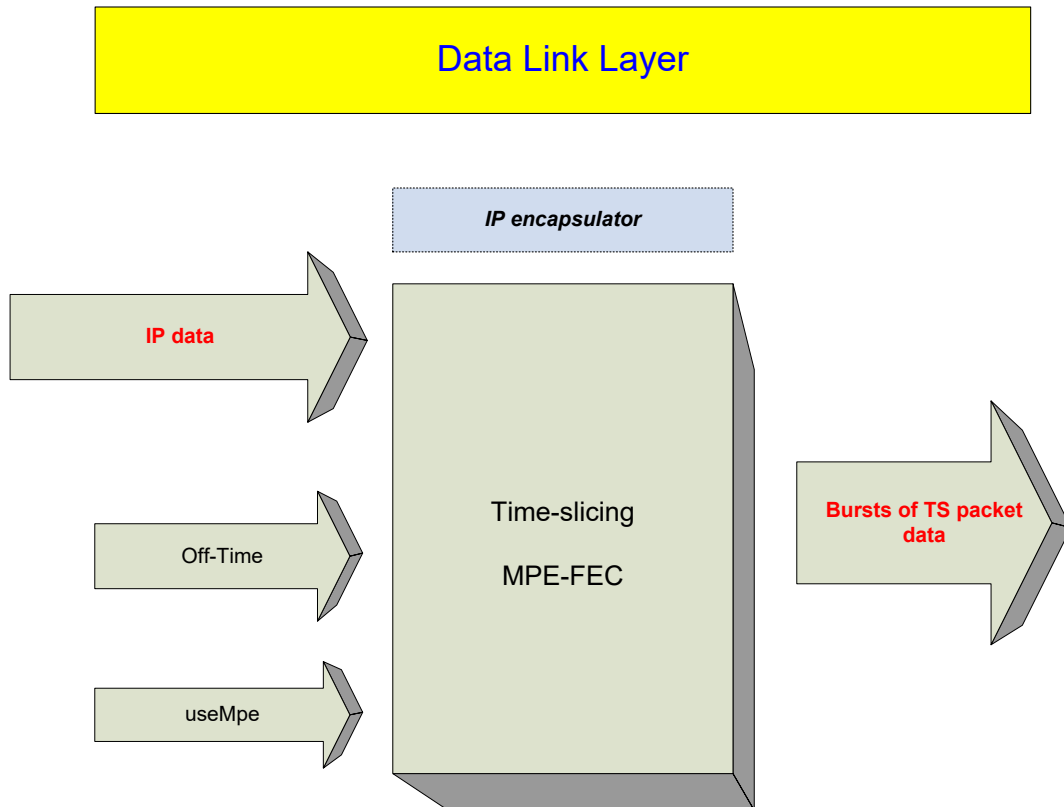 Data Link Layer
IP encapsulator
IP data
Time-slicing
MPE-FEC
Bursts of TS packet
data
Off-Time
useMpe